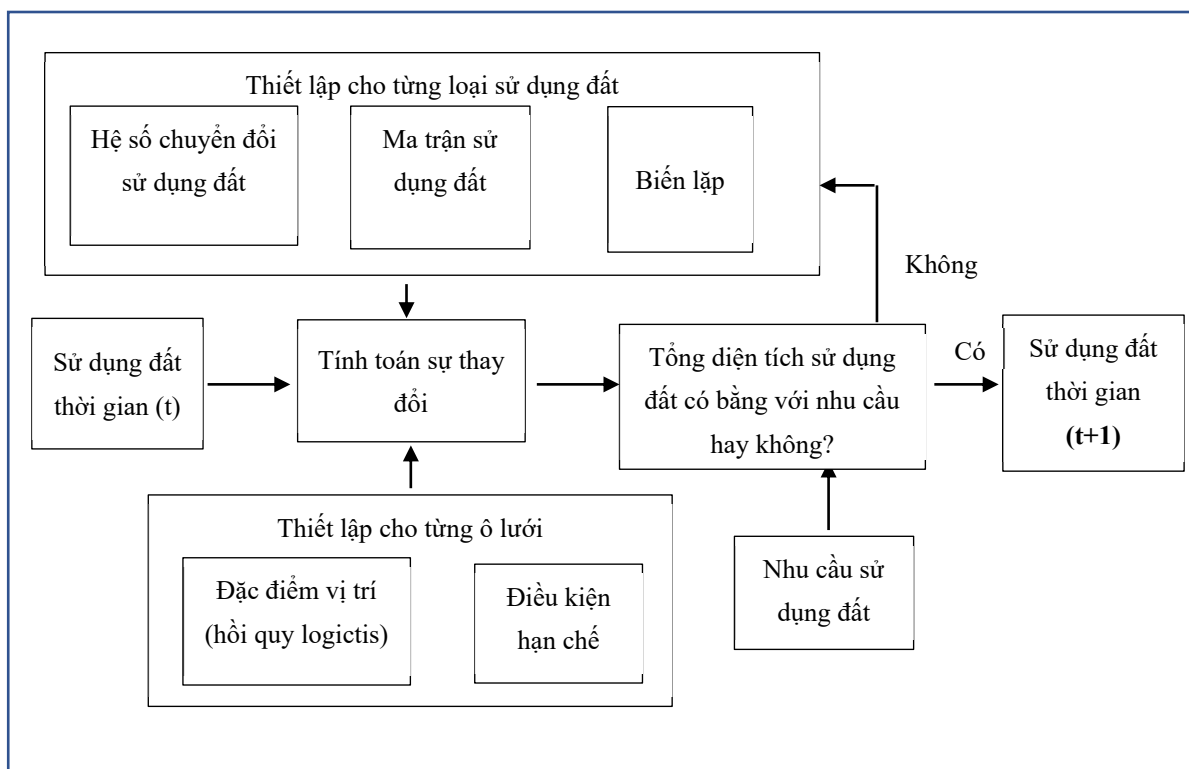 Thiết lập cho từng loại sử dụng đất
Hệ số chuyển đổi
sử dụng đất
Ma trận sử
dụng đất
Biến lặp
Không
Sử dụng đất
thời gian (t)
Tính toán sự thay
đổi
Tổng diện tích sử dụng
đất có bằng với nhu cầu
hay không?
Có
Sử dụng đất
thời gian
(t+1)
Thiết lập cho từng ô lưới
Đặc điểm vị trí
(hồi quy logictis)
Điều kiện
hạn chế
Nhu cầu sử
dụng đất